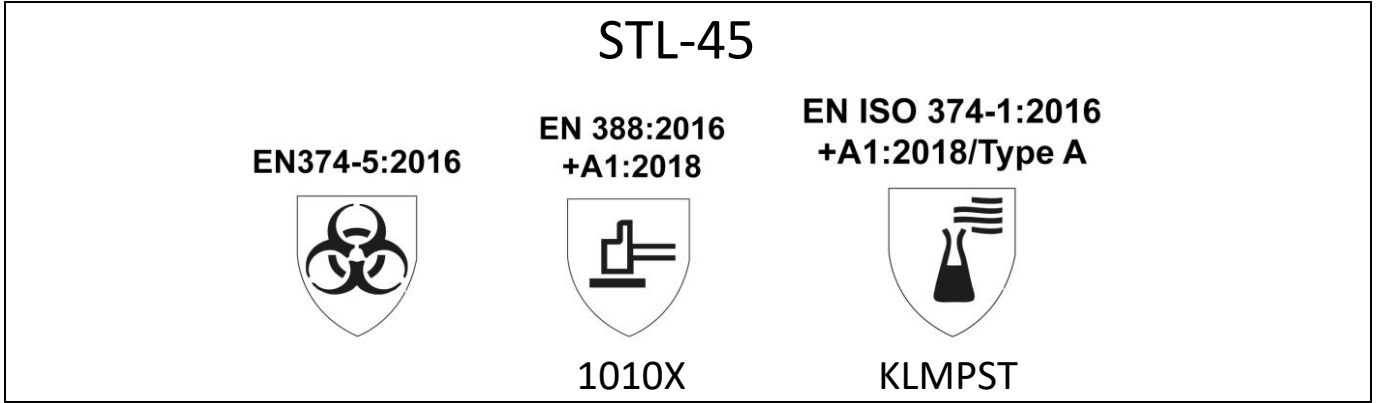 STL-45
EN374-5:2016
EN 388:2016
+A1:2018
EN ISO 374-1:2016
+A1:2018/Type A
1010X
KLMPST